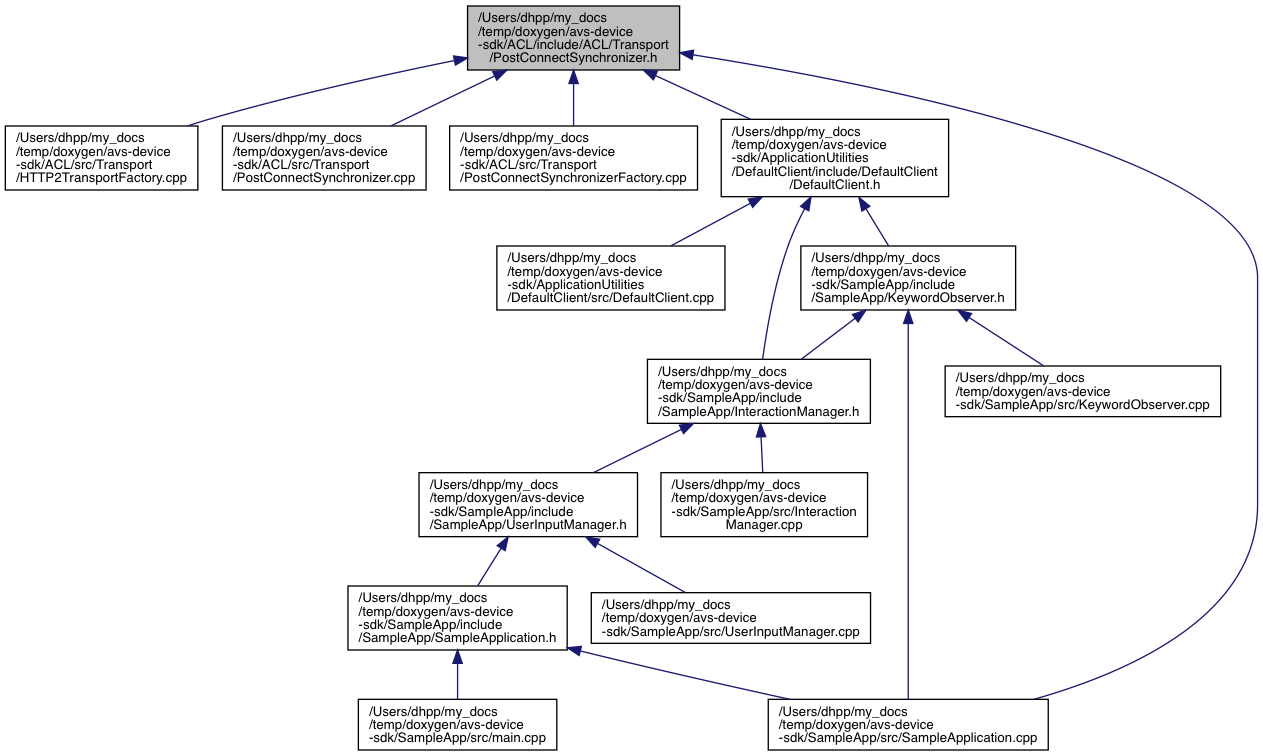 /Users/dhpp/my_docs
/temp/doxygen/avs-device
-sdk/ACL/include/ACL/Transport
/PostConnectSynchronizer.h
/Users/dhpp/my_docs
/temp/doxygen/avs-device
-sdk/ACL/src/Transport
/HTTP2TransportFactory.cpp
/Users/dhpp/my_docs
/temp/doxygen/avs-device
-sdk/ACL/src/Transport
/PostConnectSynchronizer.cpp
/Users/dhpp/my_docs
/temp/doxygen/avs-device
-sdk/ACL/src/Transport
/PostConnectSynchronizerFactory.cpp
/Users/dhpp/my_docs
/temp/doxygen/avs-device
-sdk/ApplicationUtilities
/DefaultClient/include/DefaultClient
/DefaultClient.h
/Users/dhpp/my_docs
/temp/doxygen/avs-device
-sdk/ApplicationUtilities
/DefaultClient/src/DefaultClient.cpp
/Users/dhpp/my_docs
/temp/doxygen/avs-device
-sdk/SampleApp/include
/SampleApp/KeywordObserver.h
/Users/dhpp/my_docs
/temp/doxygen/avs-device
-sdk/SampleApp/include
/SampleApp/InteractionManager.h
/Users/dhpp/my_docs
/temp/doxygen/avs-device
-sdk/SampleApp/src/KeywordObserver.cpp
/Users/dhpp/my_docs
/temp/doxygen/avs-device
-sdk/SampleApp/include
/SampleApp/UserInputManager.h
/Users/dhpp/my_docs
/temp/doxygen/avs-device
-sdk/SampleApp/src/Interaction
Manager.cpp
/Users/dhpp/my_docs
/temp/doxygen/avs-device
-sdk/SampleApp/include
/SampleApp/SampleApplication.h
/Users/dhpp/my_docs
/temp/doxygen/avs-device
-sdk/SampleApp/src/UserInputManager.cpp
/Users/dhpp/my_docs
/temp/doxygen/avs-device
-sdk/SampleApp/src/main.cpp
/Users/dhpp/my_docs
/temp/doxygen/avs-device
-sdk/SampleApp/src/SampleApplication.cpp